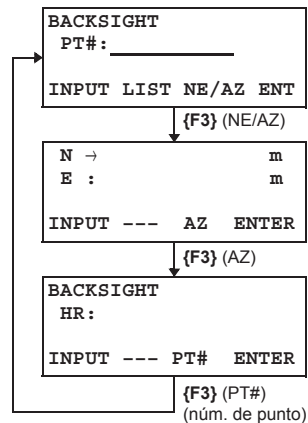 BACKSIGHT
PT#:
INPUT LIST NE/AZ ENT
{F3} (NE/AZ)
N → m
E : m
INPUT --- AZ ENTER
{F3} (AZ)
BACKSIGHT
HR:
INPUT --- PT# ENTER
{F3} (PT#)
(núm. de punto)